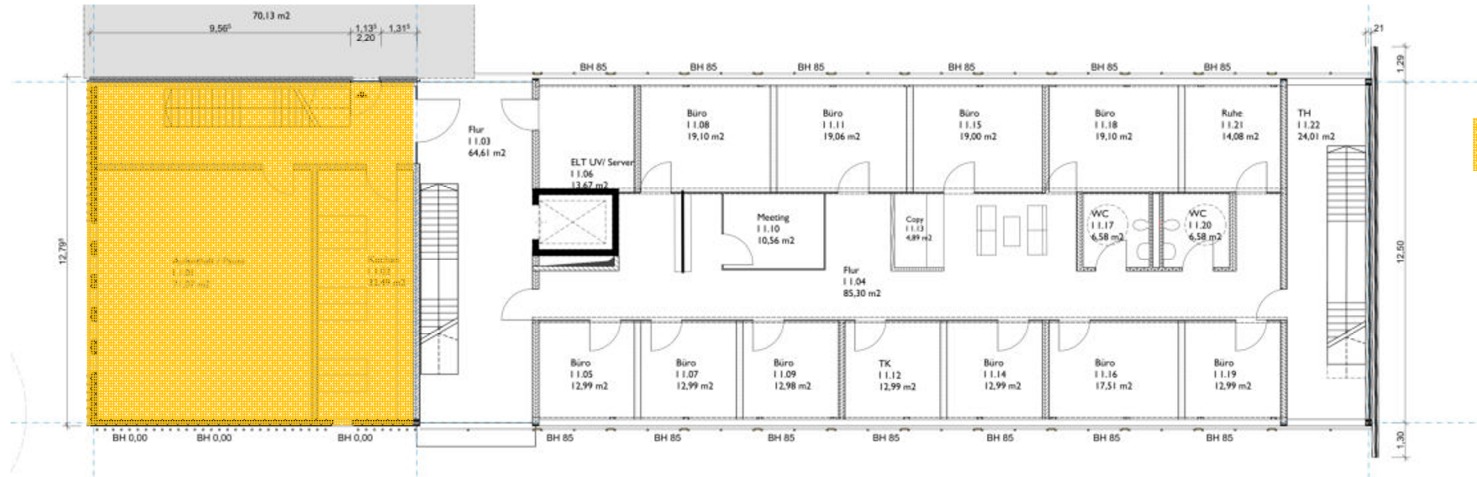 70,13 m2
9,56⁵
1,13⁵
2,20
1,31⁵
21
BH 85
BH 85
BH 85
BH 85
BH 85
BH 85
1,29
Flur
11.03
64,61 m2
ELT UV/ Server
11.06
13,67 m2
Büro
11.08
19,10 m2
Büro
11.11
19,06 m2
Büro
11.15
19,00 m2
Büro
11.18
19,10 m2
Ruhe
11.21
14,08 m2
TH
11.22
24,01 m2
Meeting
11.10
10,56 m2
Copy
11.13
4,89 m2
WC
11.17
6,58 m2
WC
11.20
6,58 m2
12,79⁵
12,50
11.01
11.02
Flur
11.04
85,30 m2
Büro
11.05
12,99 m2
Büro
11.07
12,99 m2
Büro
11.09
12,98 m2
TK
11.12
12,99 m2
Büro
11.14
12,99 m2
Büro
11.16
17,51 m2
Büro
11.19
12,99 m2
BH 0,00
BH 0,00
BH 0,00
BH 85
BH 85
BH 85
BH 85
BH 85
BH 85
BH 85
1,30